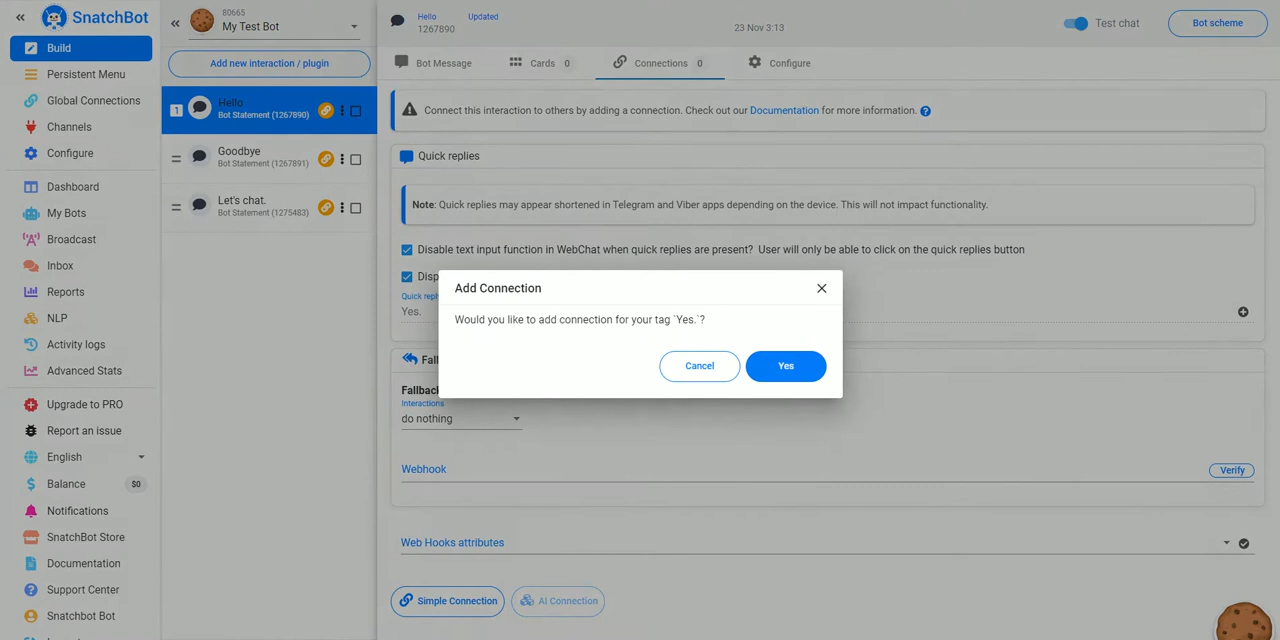 SnatchBot
Build
Persistent Menu
Global Connections
Channels
Configure
Dashboard
My Bots
Broadcast
Inbox
Reports
NLP
Activity logs
Advanced Stats
Upgrade to PRO
Report an issue
English
Balance $0
Notifications
SnatchBot Store
Documentation
Support Center
Snatchbot Bot
80665
My Test Bot
Add new interaction / plugin
1
Hello
Bot Statement (1267890)
Goodbye
Bot Statement (1267891)
Let's chat.
Bot Statement (1275483)
Hello Updated
1267890
23 Nov 3:13
Test chat
Bot scheme
Bot Message
Cards 0
Connections 0
Configure
Connect this interaction to others by adding a connection. Check out our Documentation for more information.
Quick replies
Note: Quick replies may appear shortened in Telegram and Viber apps depending on the device. This will not impact functionality.
Disable text input function in WebChat when quick replies are present? User will only be able to click on the quick replies button
Yes.
Add Connection
Would you like to add connection for your tag `Yes.`?
Cancel
Yes
Interactions
do nothing
Webhook
Verify
Web Hooks attributes
Simple Connection
AI Connection